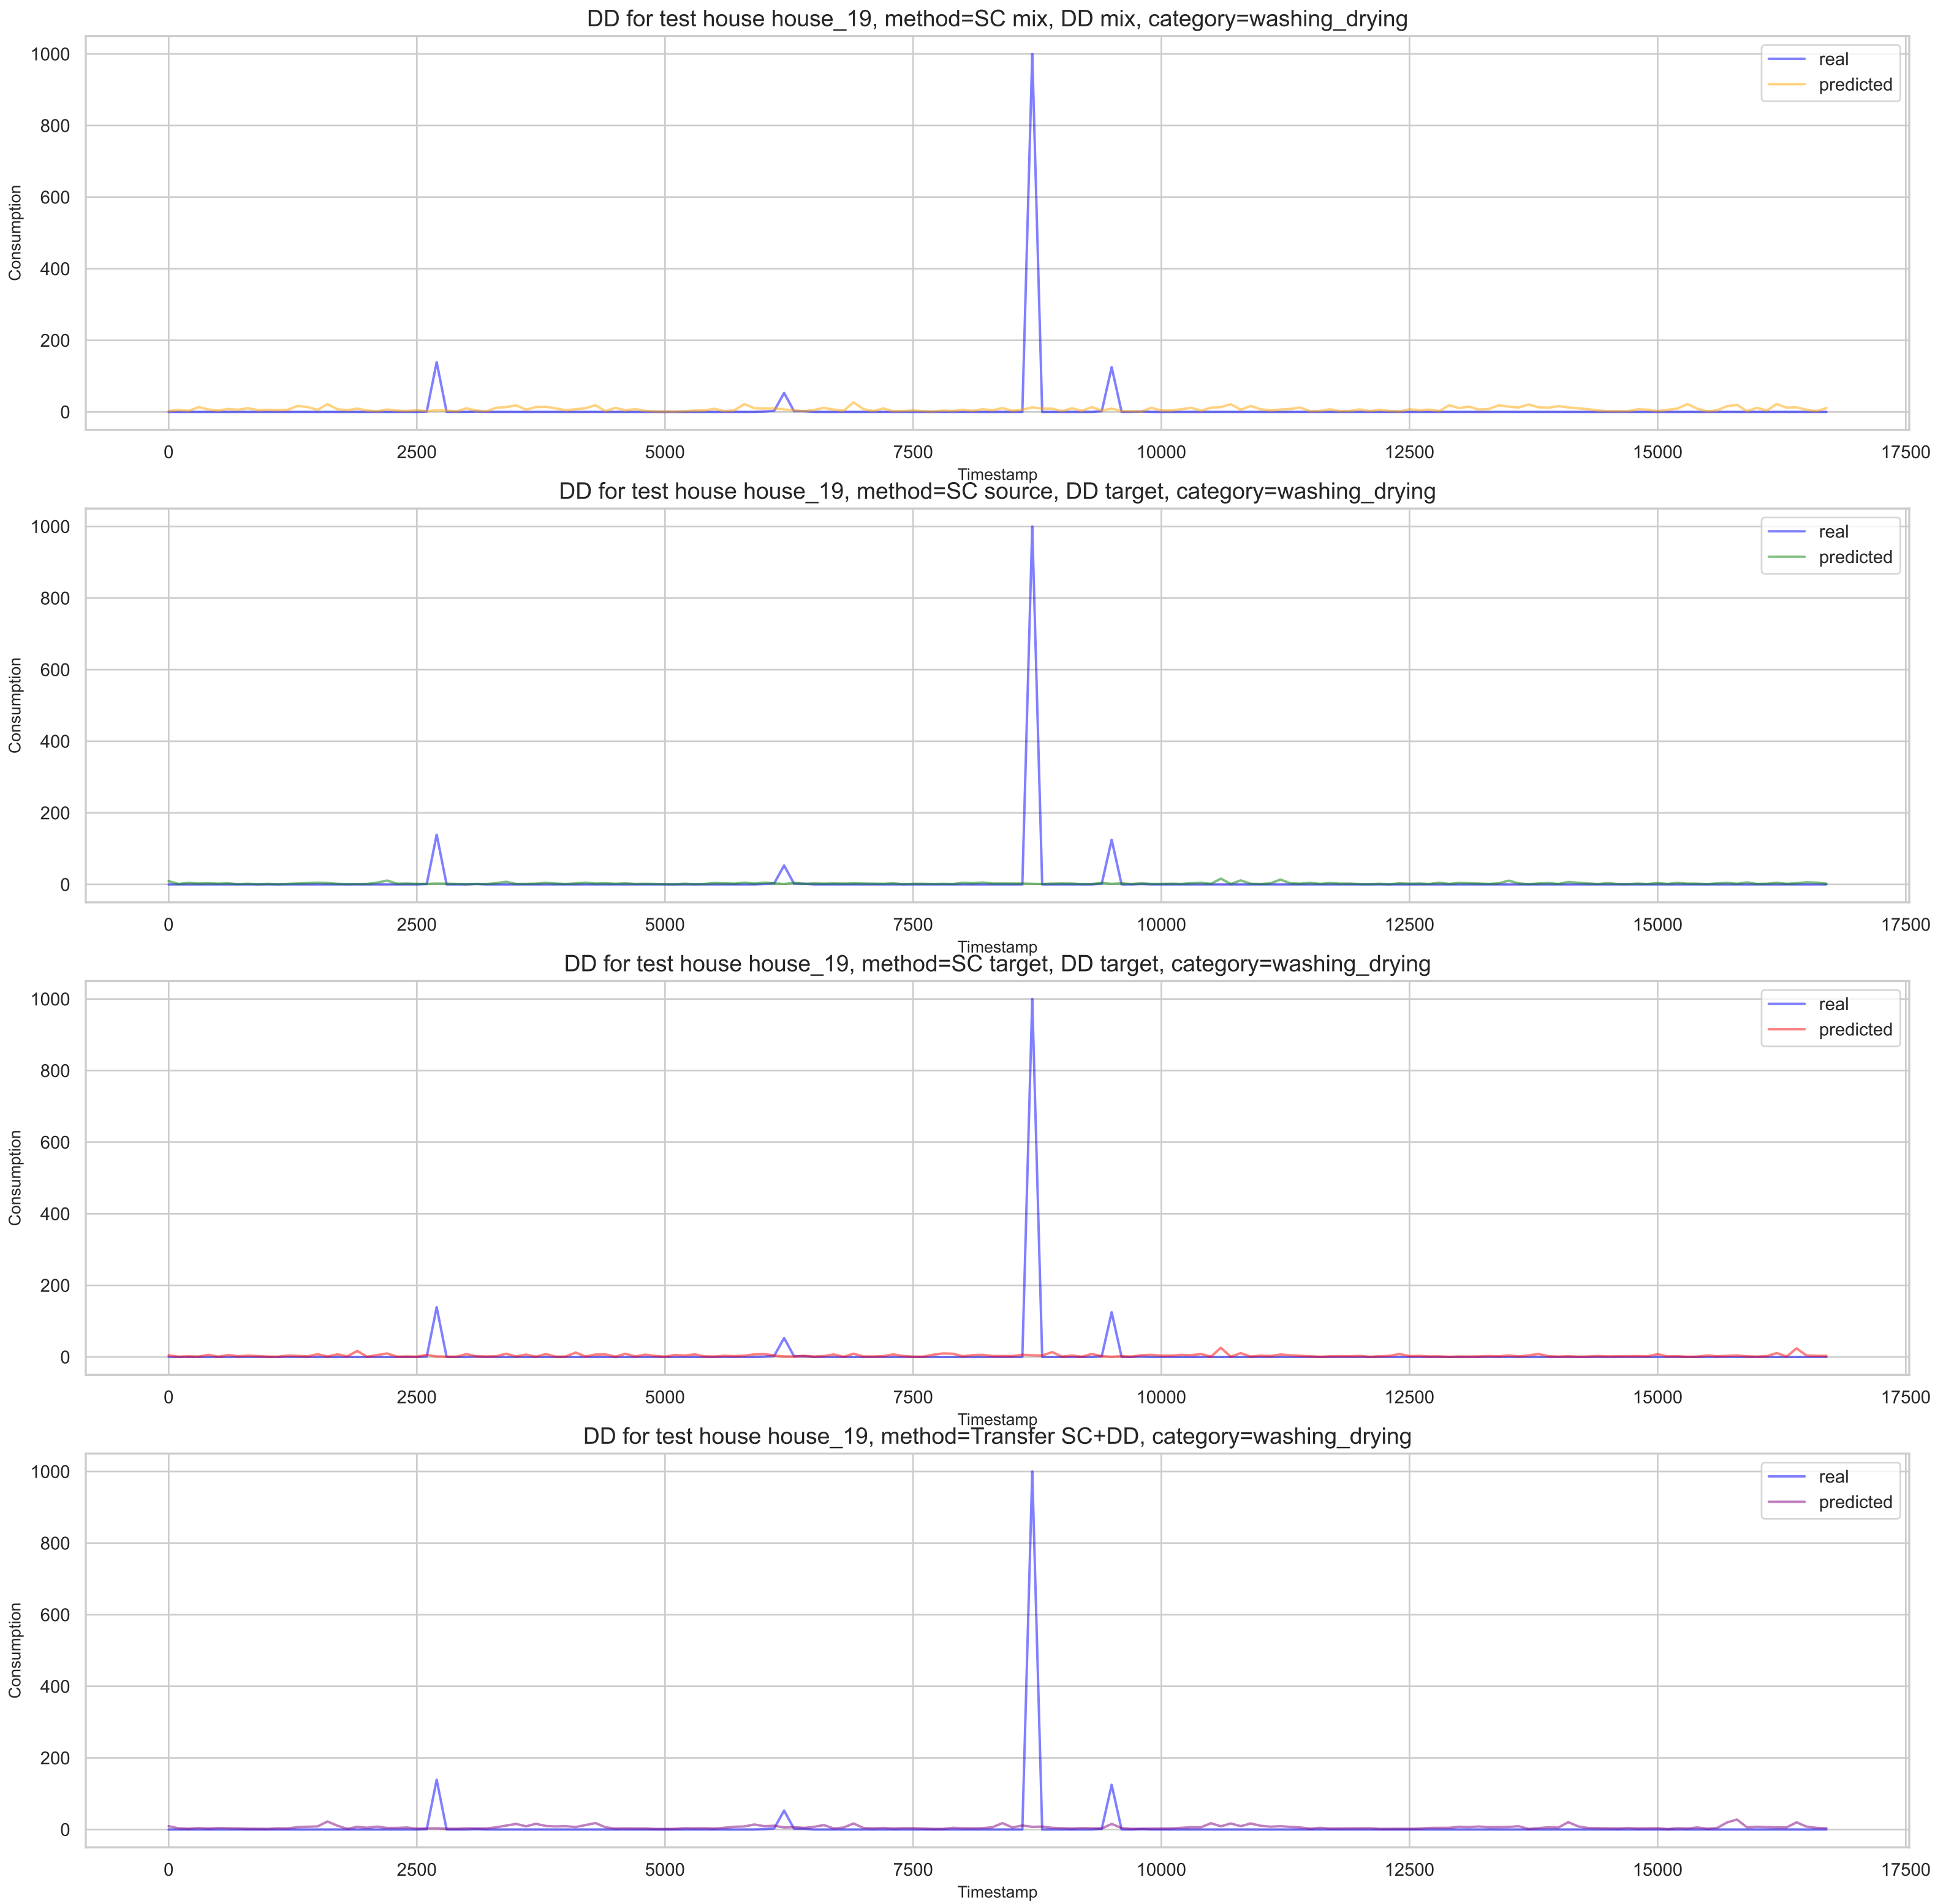 DD for test house house_19, method=SC mix, DD mix, category=washing_drying
1000
800
600
400
200
0
Consumption
real
predicted
0 2500 5000 7500 10000 12500 15000 17500
Timestamp
DD for test house house_19, method=SC source, DD target, category=washing_drying
1000
800
600
400
200
0
Consumption
real
predicted
0 2500 5000 7500 10000 12500 15000 17500
Timestamp
DD for test house house_19, method=SC target, DD target, category=washing_drying
1000
800
600
400
200
0
Consumption
real
predicted
0 2500 5000 7500 10000 12500 15000 17500
Timestamp
DD for test house house_19, method=Transfer SC+DD, category=washing_drying
1000
800
600
400
200
0
Consumption
real
predicted
0 2500 5000 7500 10000 12500 15000 17500
Timestamp